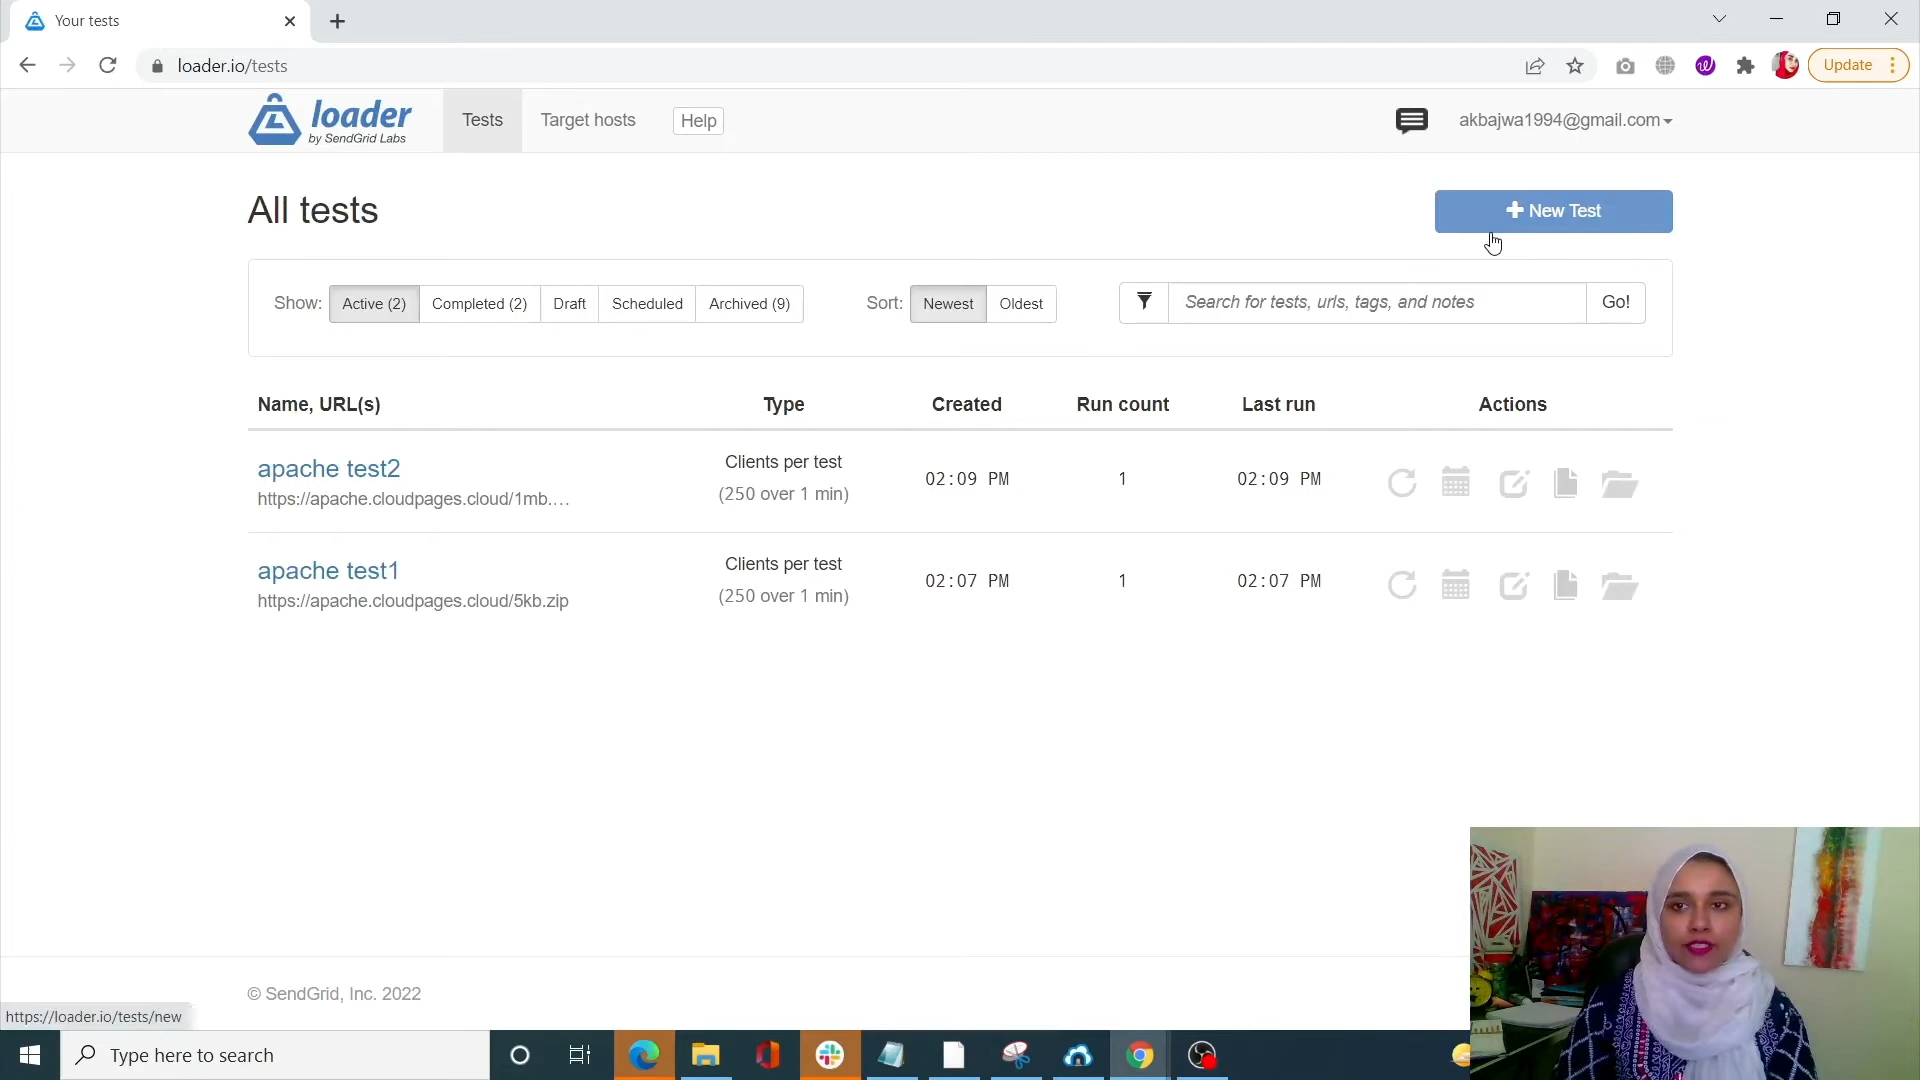 Your tests
loader.io/tests
Update
loader
by SendGrid Labs
Tests
Target hosts
Help
akbajwa1994@gmail.com
All tests
New Test
Show:
Active (2)
Completed (2)
Draft
Scheduled
Archived (9)
Sort:
Newest
Oldest
Search for tests, urls, tags, and notes
Go!
Name, URL(s)
Type
Created
Run count
Last run
Actions
apache test2
https://apache.cloudpages.cloud/1mb.…
Clients per test
(250 over 1 min)
02:09 PM
1
02:09 PM
apache test1
https://apache.cloudpages.cloud/5kb.zip
Clients per test
(250 over 1 min)
02:07 PM
1
02:07 PM
© SendGrid, Inc. 2022
https://loader.io/tests/new
Type here to search